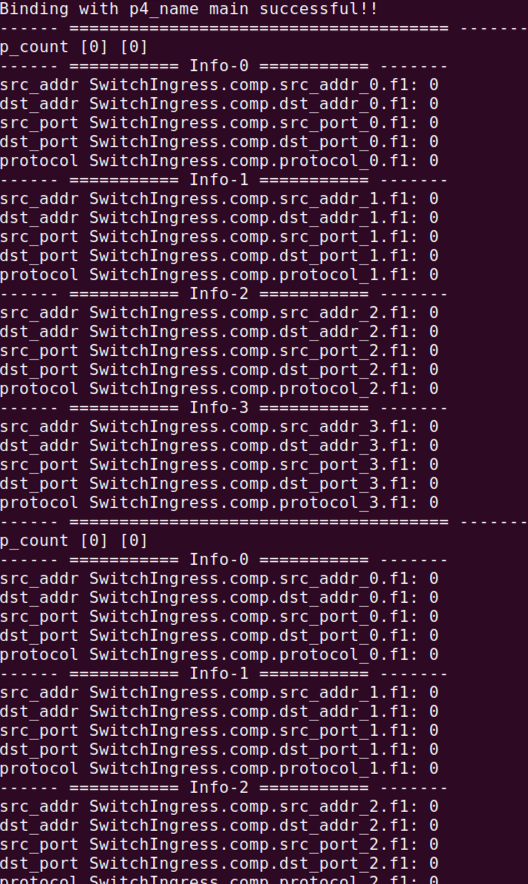 Binding with p4_name main successful!!
------ ====================================== -------
p_count [0] [0]
------ =========== Info-0 =========== -------
src_addr SwitchIngress.comp.src_addr_0.f1: 0
dst_addr SwitchIngress.comp.dst_addr_0.f1: 0
src_port SwitchIngress.comp.src_port_0.f1: 0
dst_port SwitchIngress.comp.dst_port_0.f1: 0
protocol SwitchIngress.comp.protocol_0.f1: 0
------ =========== Info-1 =========== -------
src_addr SwitchIngress.comp.src_addr_1.f1: 0
dst_addr SwitchIngress.comp.dst_addr_1.f1: 0
src_port SwitchIngress.comp.src_port_1.f1: 0
dst_port SwitchIngress.comp.dst_port_1.f1: 0
protocol SwitchIngress.comp.protocol_1.f1: 0
------ =========== Info-2 =========== -------
src_addr SwitchIngress.comp.src_addr_2.f1: 0
dst_addr SwitchIngress.comp.dst_addr_2.f1: 0
src_port SwitchIngress.comp.src_port_2.f1: 0
dst_port SwitchIngress.comp.dst_port_2.f1: 0
protocol SwitchIngress.comp.protocol_2.f1: 0
------ =========== Info-3 =========== -------
src_addr SwitchIngress.comp.src_addr_3.f1: 0
dst_addr SwitchIngress.comp.dst_addr_3.f1: 0
src_port SwitchIngress.comp.src_port_3.f1: 0
dst_port SwitchIngress.comp.dst_port_3.f1: 0
protocol SwitchIngress.comp.protocol_3.f1: 0
------ ====================================== -------
p_count [0] [0]
------ =========== Info-0 =========== -------
src_addr SwitchIngress.comp.src_addr_0.f1: 0
dst_addr SwitchIngress.comp.dst_addr_0.f1: 0
src_port SwitchIngress.comp.src_port_0.f1: 0
dst_port SwitchIngress.comp.dst_port_0.f1: 0
protocol SwitchIngress.comp.protocol_0.f1: 0
------ =========== Info-1 =========== -------
src_addr SwitchIngress.comp.src_addr_1.f1: 0
dst_addr SwitchIngress.comp.dst_addr_1.f1: 0
src_port SwitchIngress.comp.src_port_1.f1: 0
dst_port SwitchIngress.comp.dst_port_1.f1: 0
protocol SwitchIngress.comp.protocol_1.f1: 0
------ =========== Info-2 =========== -------
src_addr SwitchIngress.comp.src_addr_2.f1: 0
dst_addr SwitchIngress.comp.dst_addr_2.f1: 0
src_port SwitchIngress.comp.src_port_2.f1: 0
dst_port SwitchIngress.comp.dst_port_2.f1: 0
protocol SwitchIngress.comp.protocol_2.f1: 0